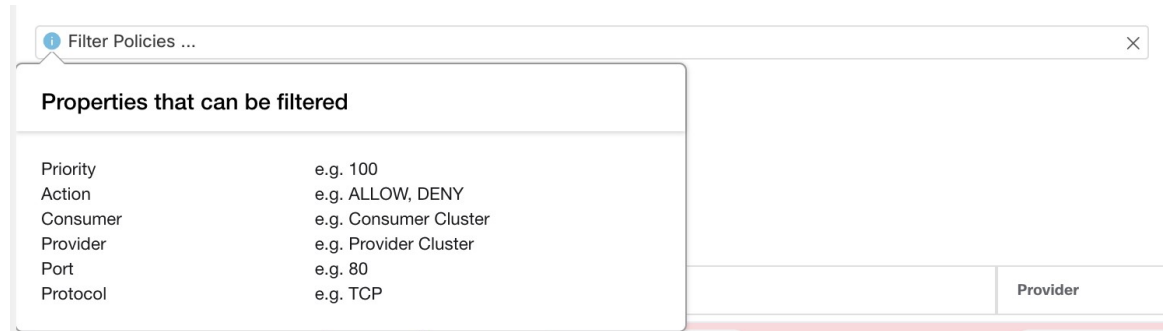 Filter Policies ...
Properties that can be filtered
Priority e.g. 100
Action e.g. ALLOW, DENY
Consumer e.g. Consumer Cluster
Provider e.g. Provider Cluster
Port e.g. 80
Protocol e.g. TCP
Provider